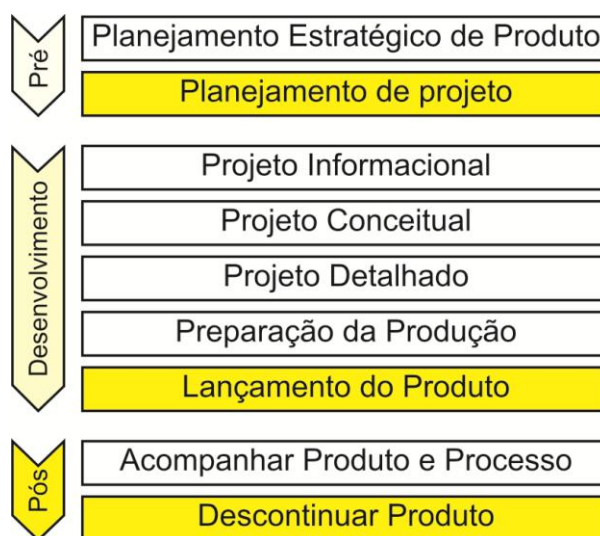 Pré
Planejamento Estratégico de Produto
Planejamento de projeto
Desenvolvimento
Projeto Informacional
Projeto Conceitual
Projeto Detalhado
Preparação da Produção
Lançamento do Produto
Pós
Acompanhar Produto e Processo
Descontinuar Produto